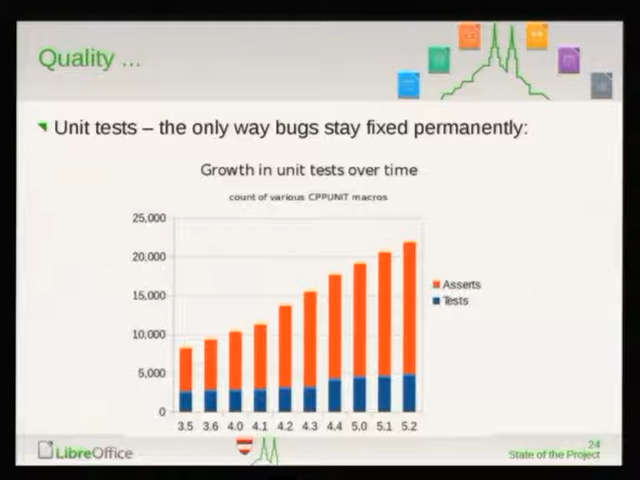 Quality ...
Unit tests – the only way bugs stay fixed permanently:
Growth in unit tests over time
count of various CPPUNIT macros
25,000
20,000
15,000
10,000
5,000
0
Asserts
Tests
3.5 3.6 4.0 4.1 4.2 4.3 4.4 5.0 5.1 5.2
LibreOffice
24
State of the Project